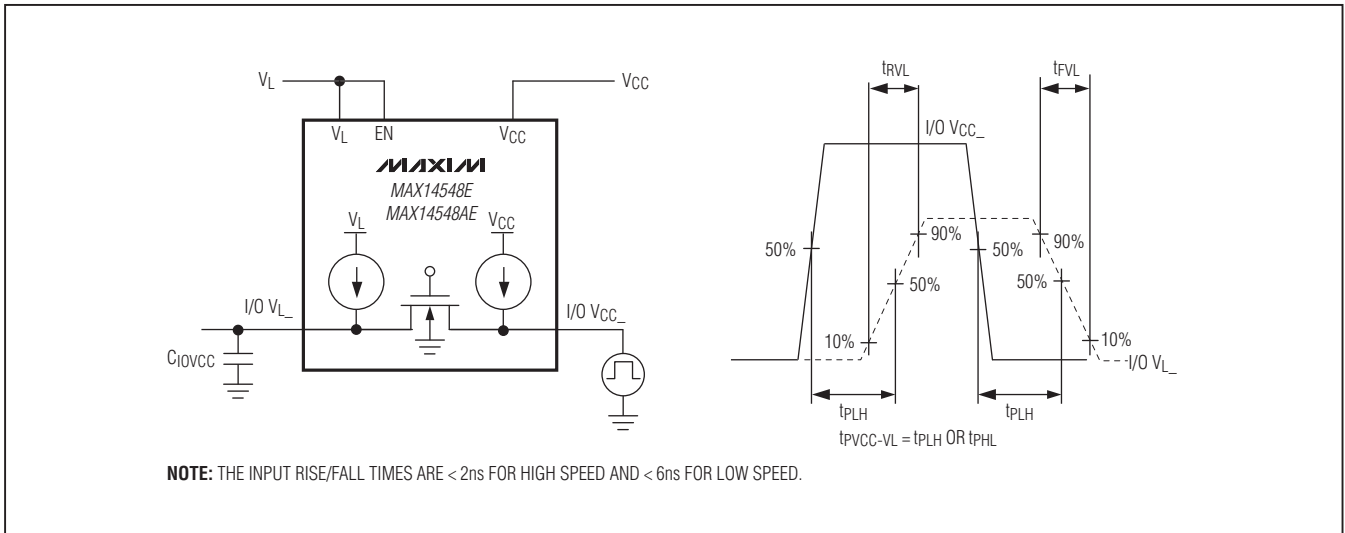 VL
VCC
VL EN VCC
MAXIM
MAX14548E
MAX14548AE
VL
VCC
I/O VL_
I/O VCC_
CIOVCC
tRVL
tFVL
I/O VCC_
90%
90%
50%
50%
50%
50%
10%
10%
I/O VL_
tPLH
tPLH
tPVCC-VL = tPLH OR tPHL
NOTE: THE INPUT RISE/FALL TIMES ARE < 2ns FOR HIGH SPEED AND < 6ns FOR LOW SPEED.